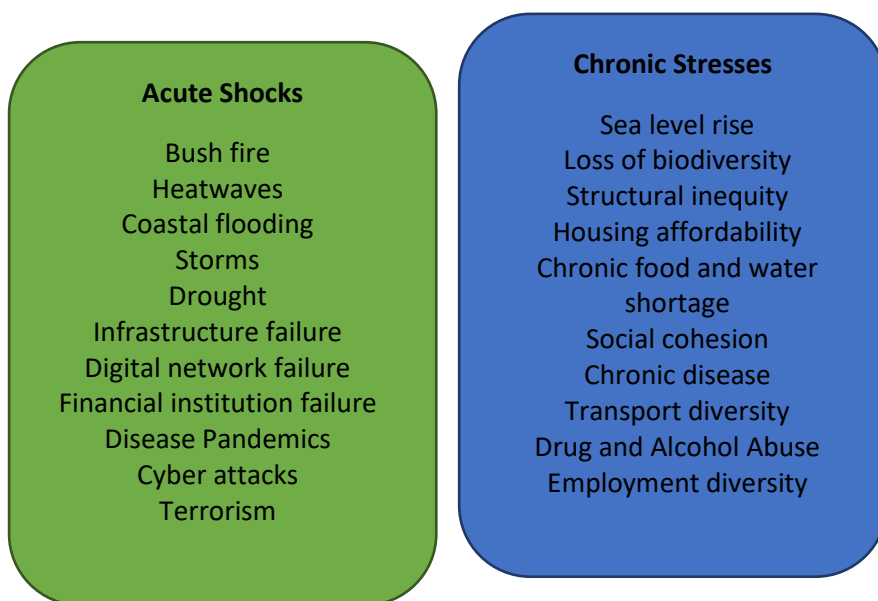 Acute Shocks
Bush fire
Heatwaves
Coastal flooding
Storms
Drought
Infrastructure failure
Digital network failure
Financial institution failure
Disease Pandemics
Cyber attacks
Terrorism
Chronic Stresses
Sea level rise
Loss of biodiversity
Structural inequity
Housing affordability
Chronic food and water
shortage
Social cohesion
Chronic disease
Transport diversity
Drug and Alcohol Abuse
Employment diversity